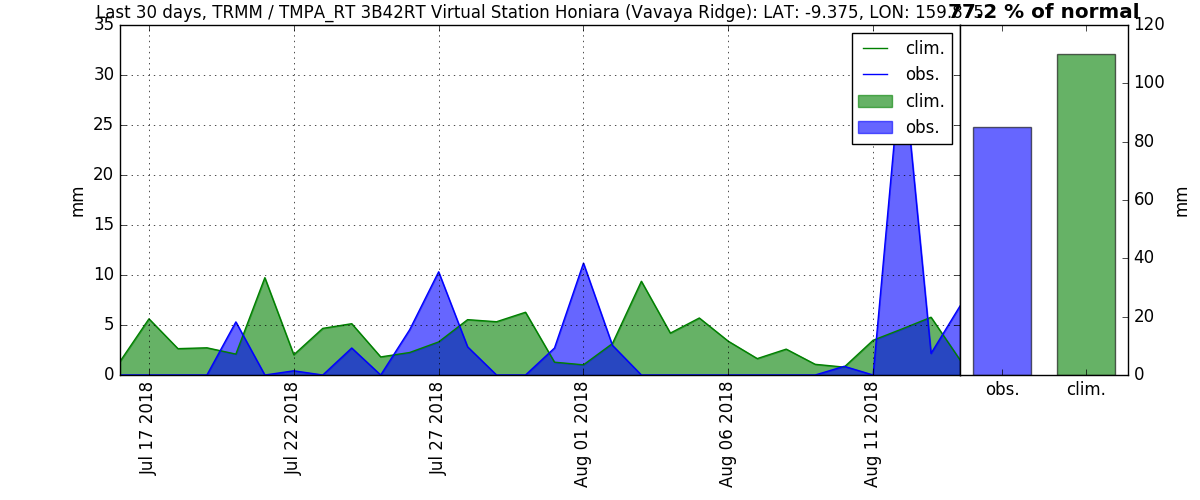 Last 30 days, TRMM / TMPA_RT 3B42RT Virtual Station Honiara (Vavaya Ridge): LAT: -9.375, LON:
77.2 % of normal
35
30
25
20
15
10
5
0
mm
clim.
obs.
clim.
obs.
120
100
80
60
40
20
0
mm
obs.
clim.
Jul 17 2018
Jul 22 2018
Jul 27 2018
Aug 01 2018
Aug 06 2018
Aug 11 2018